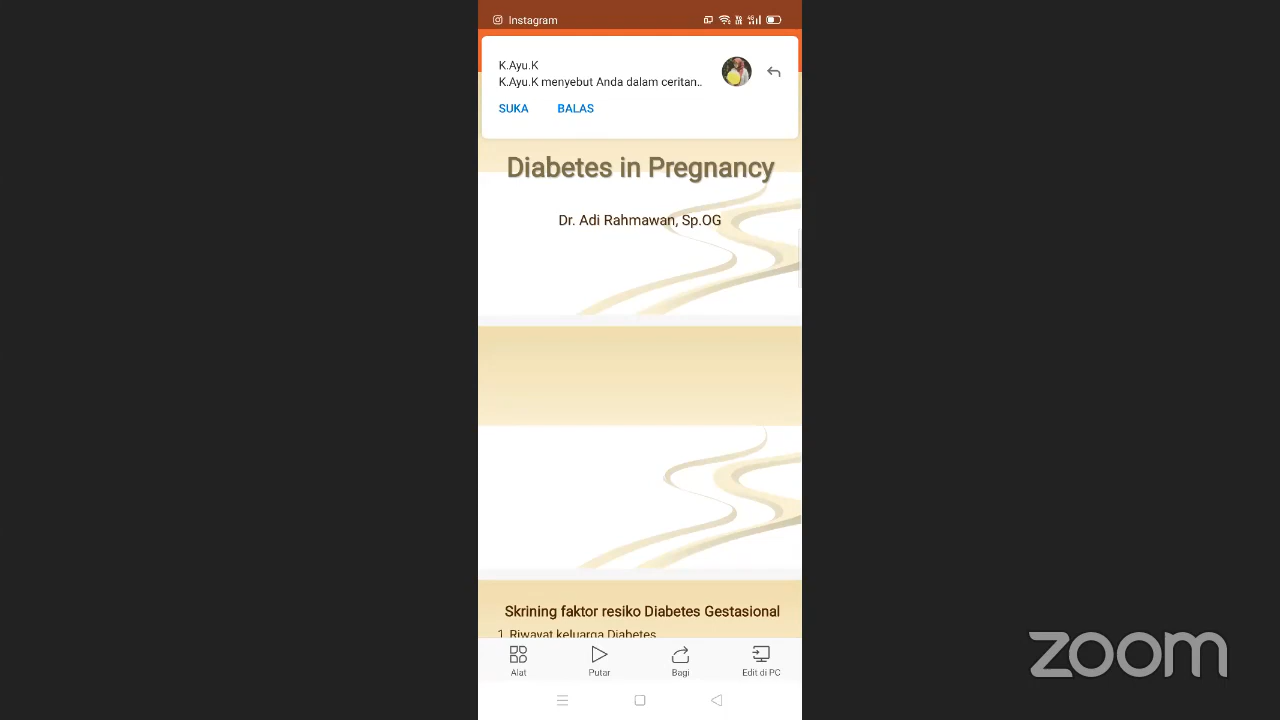 Instagram
K.Ayu.K
K.Ayu.K menyebut Anda dalam ceritan..
SUKA BALAS
Diabetes in Pregnancy
Dr. Adi Rahmawan, Sp.OG
Skrining faktor resiko Diabetes Gestasional
1. Riwayat keluarga Diabetes
Alat Putar Bagi Edit di PC
zoom